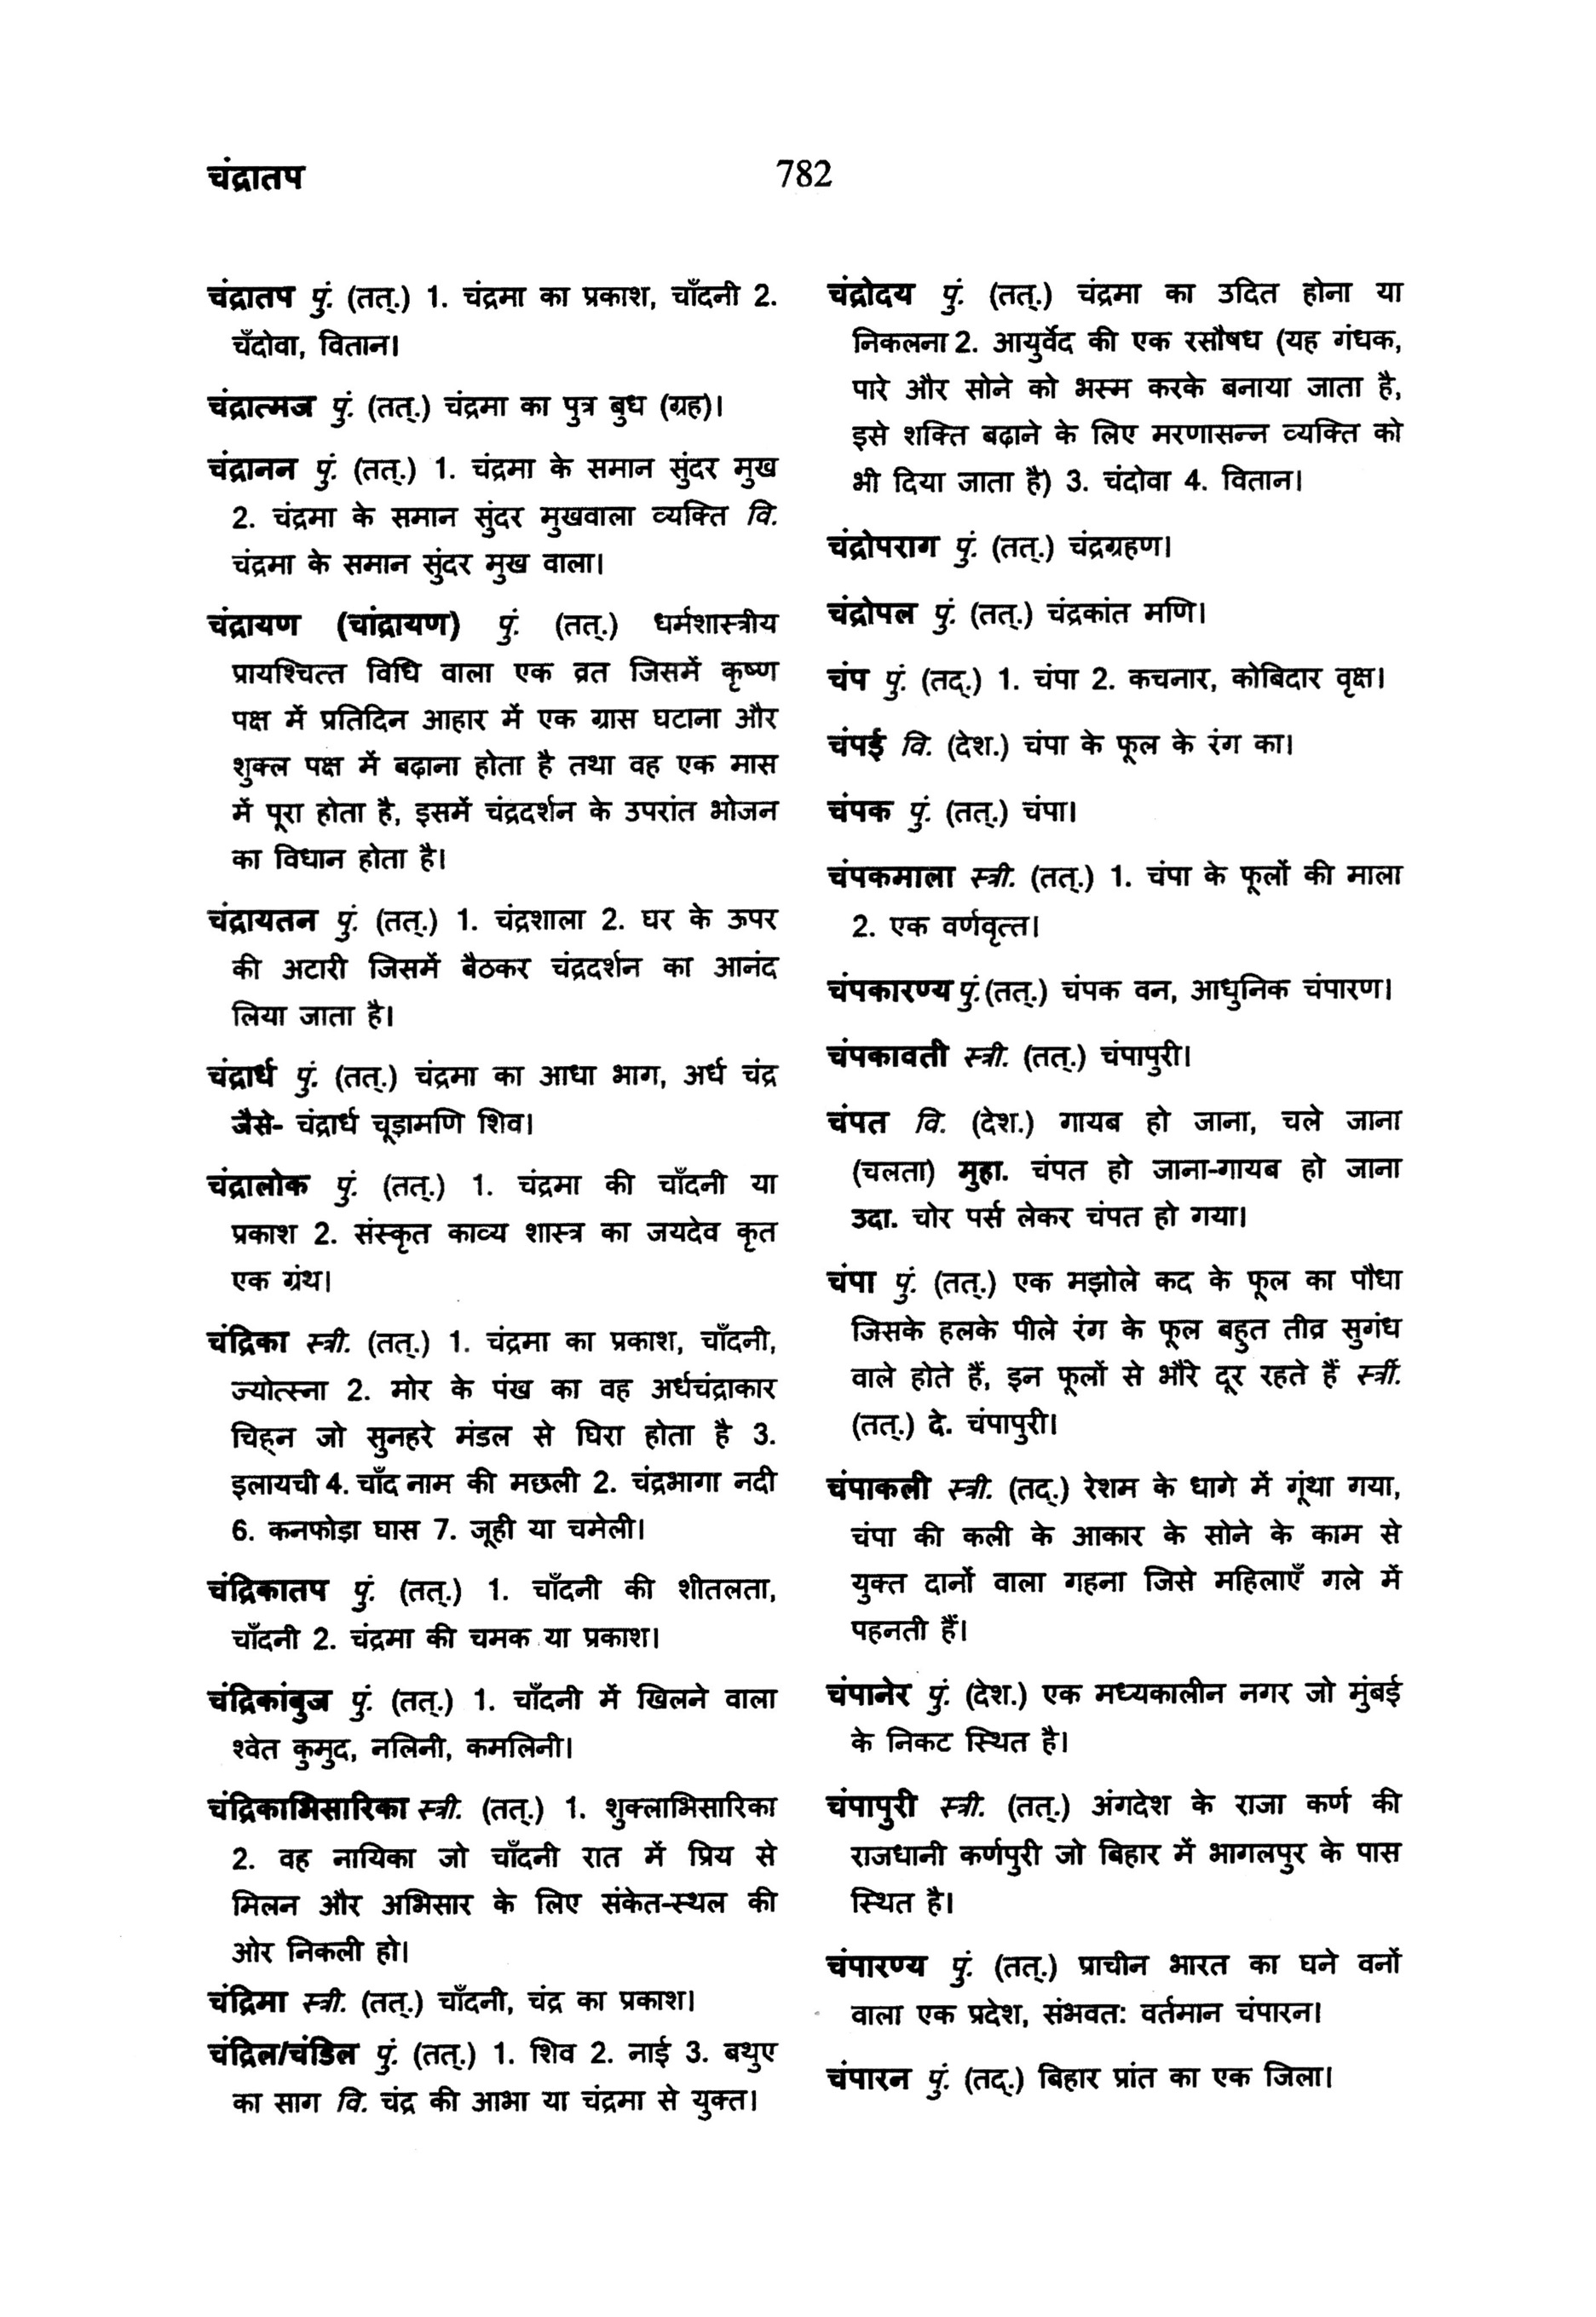 चंद्रातप
782
चंद्रातप पुं. (तत्.) 1. चंद्रमा का प्रकाश, चाँदनी 2.
चँदोवा, वितान।
चंद्रात्मज पुं. (तत्.) चंद्रमा का पुत्र बुध (ग्रह)।
चंद्रानन पुं. (तत्.) 1. चंद्रमा के समान सुंदर मुख
2. चंद्रमा के समान सुंदर मुखवाला व्यक्ति वि.
चंद्रमा के समान सुंदर मुख वाला।
चंद्रायण (चांद्रायण) पुं. (तत्.) धर्मशास्त्रीय
प्रायश्चित्त विधि वाला एक व्रत जिसमें कृष्ण
पक्ष में प्रतिदिन आहार में एक ग्रास घटाना और
शुक्ल पक्ष में बढ़ाना होता है तथा वह एक मास
में पूरा होता है, इसमें चंद्रदर्शन के उपरांत भोजन
का विधान होता है।
चंद्रायतन पुं. (तत्.) 1. चंद्रशाला 2. घर के ऊपर
की अटारी जिसमें बैठकर चंद्रदर्शन का आनंद
लिया जाता है।
चंद्रार्ध पुं. (तत्.) चंद्रमा का आधा भाग, अर्ध चंद्र
जैसे- चंद्रार्ध चूड़ामणि शिव।
चंद्रालोक पुं. (तत्.) 1. चंद्रमा की चाँदनी या
प्रकाश 2. संस्कृत काव्य शास्त्र का जयदेव कृत
एक ग्रंथ।
चंद्रिका स्त्री. (तत्.) 1. चंद्रमा का प्रकाश, चाँदनी,
ज्योत्स्ना 2. मोर के पंख का वह अर्धचंद्राकार
चिह्न जो सुनहरे मंडल से घिरा होता है 3.
इलायची 4. चाँद नाम की मछली 2. चंद्रभागा नदी
6. कनफोड़ा घास 7. जूही या चमेली।
चंद्रिकातप पुं. (तत्.) 1. चाँदनी की शीतलता,
चाँदनी 2. चंद्रमा की चमक या प्रकाश।
चंद्रिकांबुज पुं. (तत्.) 1. चाँदनी में खिलने वाला
श्वेत कुमुद, नलिनी, कमलिनी।
चंद्रिकाभिसारिका स्त्री. (तत्.) 1. शुक्लाभिसारिका
2. वह नायिका जो चाँदनी रात में प्रिय से
मिलन और अभिसार के लिए संकेत-स्थल की
ओर निकली हो।
चंद्रिमा स्त्री. (तत्.) चाँदनी, चंद्र का प्रकाश।
चंद्रिल/चंडिल पुं. (तत्.) 1. शिव 2. नाई 3. बथुए
का साग वि. चंद्र की आभा या चंद्रमा से युक्त।
चंद्रोदय पुं. (तत्.) चंद्रमा का उदित होना या
निकलना 2. आयुर्वेद की एक रसौषध (यह गंधक,
पारे और सोने को भस्म करके बनाया जाता है,
इसे शक्ति बढ़ाने के लिए मरणासन्न व्यक्ति को
भी दिया जाता है) 3. चंदोवा 4. वितान।
चंद्रोपराग पुं. (तत्.) चंद्रग्रहण।
चंद्रोपल पुं. (तत्.) चंद्रकांत मणि।
चंप पुं. (तद्.) 1. चंपा 2. कचनार, कोबिदार वृक्ष।
चंपई वि. (देश.) चंपा के फूल के रंग का।
चंपक पुं. (तत्.) चंपा।
चंपकमाला स्त्री. (तत्.) 1. चंपा के फूलों की माला
2. एक वर्णवृत्त।
चंपकारण्य पुं. (तत्.) चंपक वन, आधुनिक चंपारण।
चंपकावती स्त्री. (तत्.) चंपापुरी।
चंपत वि. (देश.) गायब हो जाना, चले जाना
(चलता) मुहा. चंपत हो जाना-गायब हो जाना
उदा. चोर पर्स लेकर चंपत हो गया।
चंपा पुं. (तत्.) एक मझोले कद के फूल का पौधा
जिसके हलके पीले रंग के फूल बहुत तीव्र सुगंध
वाले होते हैं, इन फूलों से भौंरे दूर रहते हैं स्त्रीं.
(तत्.) दे. चंपापुरी।
चंपाकली स्त्री. (तद्.) रेशम के धागे में गूंथा गया,
चंपा की कली के आकार के सोने के काम से
युक्त दानों वाला गहना जिसे महिलाएँ गले में
पहनती हैं।
चंपानेर पुं. (देश.) एक मध्यकालीन नगर जो मुंबई
के निकट स्थित है।
चंपापुरी स्त्री. (तत्.) अंगदेश के राजा कर्ण की
राजधानी कर्णपुरी जो बिहार में भागलपुर के पास
स्थित है।
चंपारण्य पुं. (तत्.) प्राचीन भारत का घने वनों
वाला एक प्रदेश, संभवत: वर्तमान चंपारन।
चंपारन पुं. (तद्.) बिहार प्रांत का एक जिला।